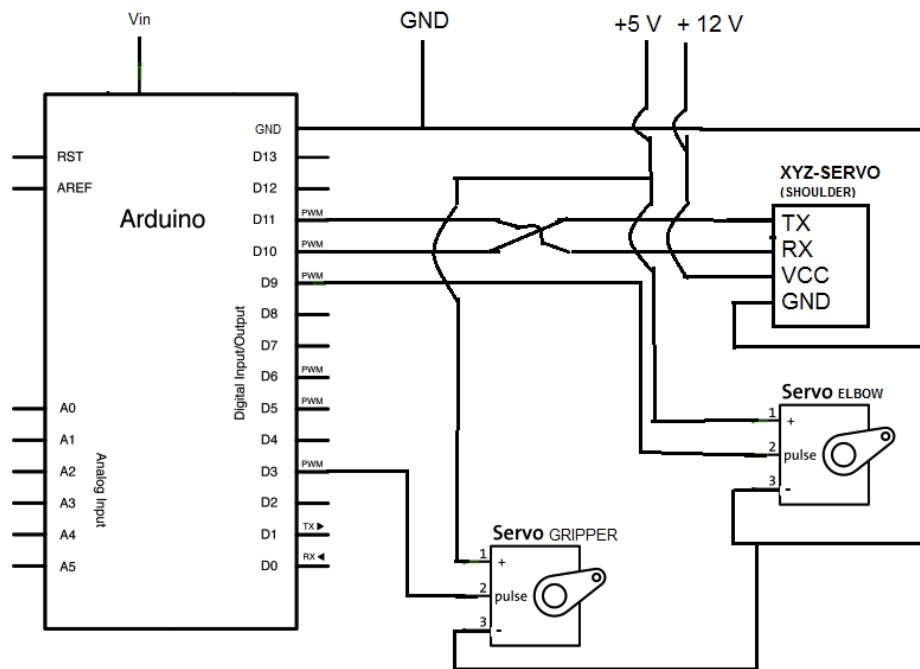 Vin
GND
+5 V
+ 12 V
GND
RST
D13
AREF
D12
Arduino
D11
PWM
D10
PWM
D9
PWM
D8
D7
D6
PWM
A0
D5
PWM
A1
D4
A2
D3
PWM
A3
D2
A4
D1
TX ▶
A5
D0
RX ◀
Digital Input/Output
Analog Input
XYZ-SERVO
(SHOULDER)
TX
RX
VCC
GND
Servo ELBOW
1
+
2
pulse
3
-
Servo GRIPPER
1
+
2
pulse
3
-